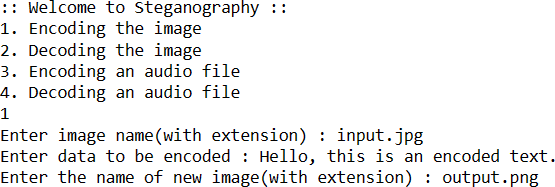 :: Welcome to Steganography ::
1. Encoding the image
2. Decoding the image
3. Encoding an audio file
4. Decoding an audio file
1
Enter image name(with extension) : input.jpg
Enter data to be encoded : Hello, this is an encoded text.
Enter the name of new image(with extension) : output.png